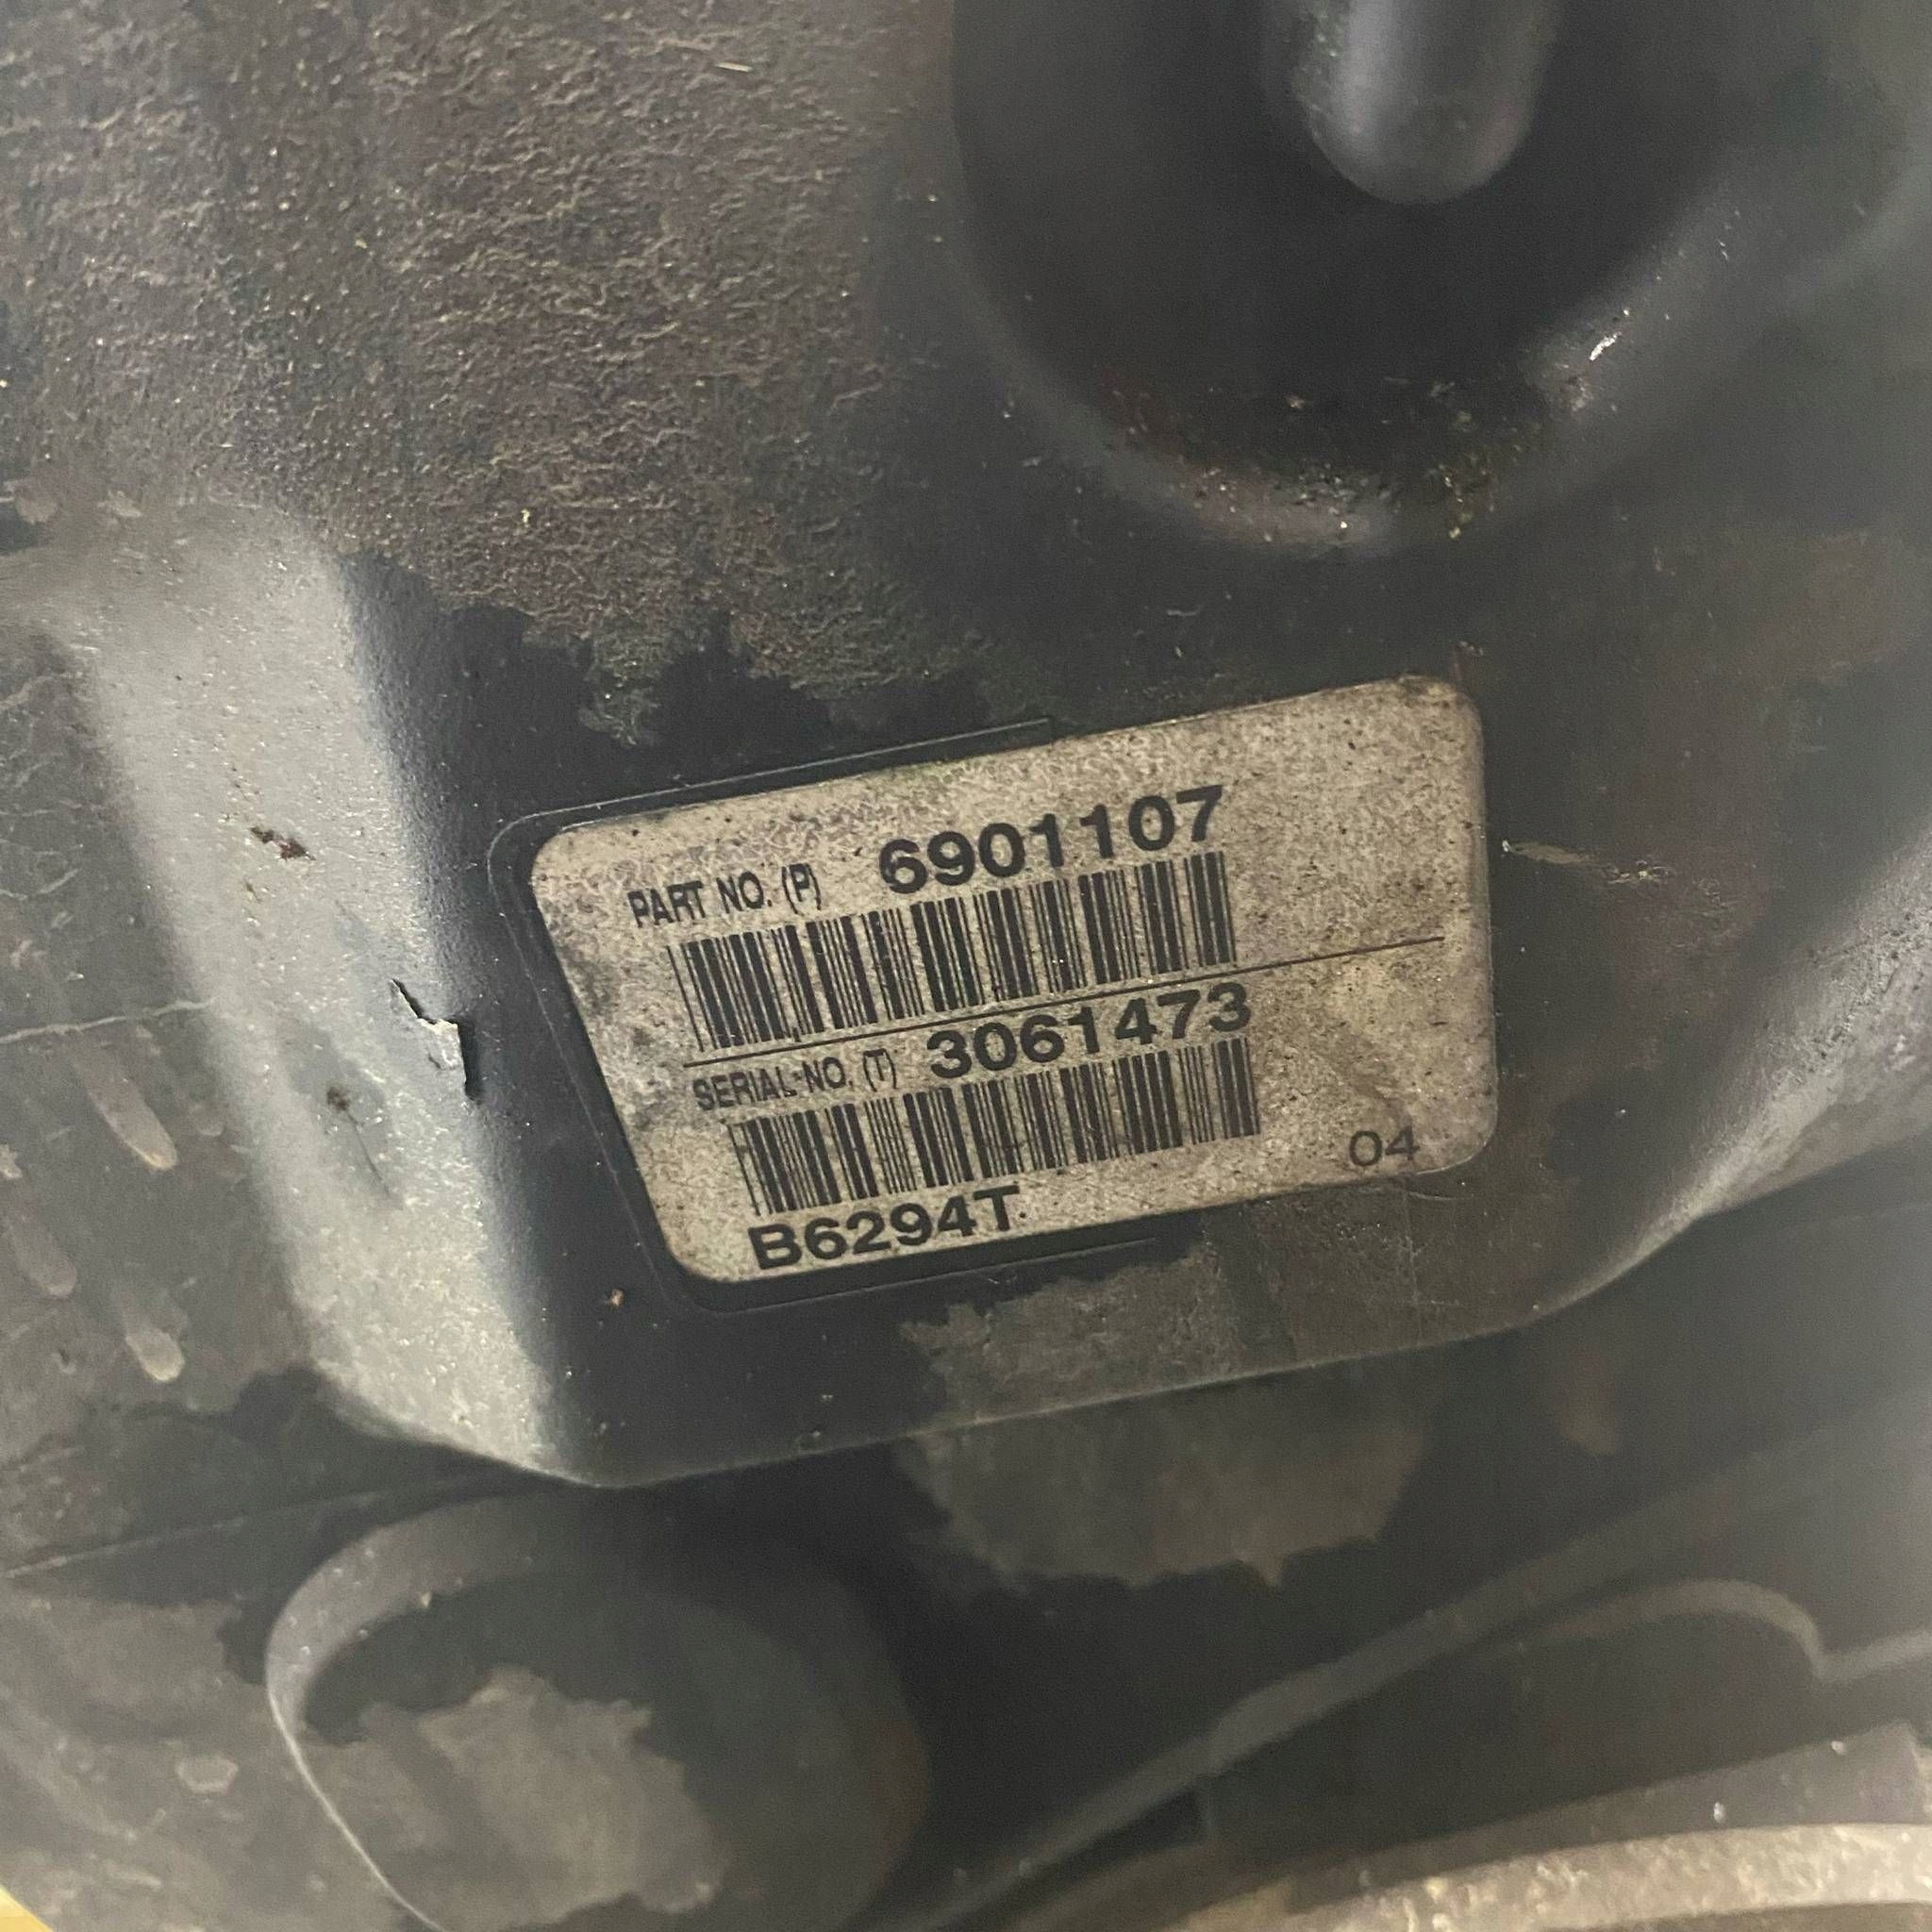 PART NO. (P) 6901107
SERIAL-NO. (T) 3061473
04
B6294T